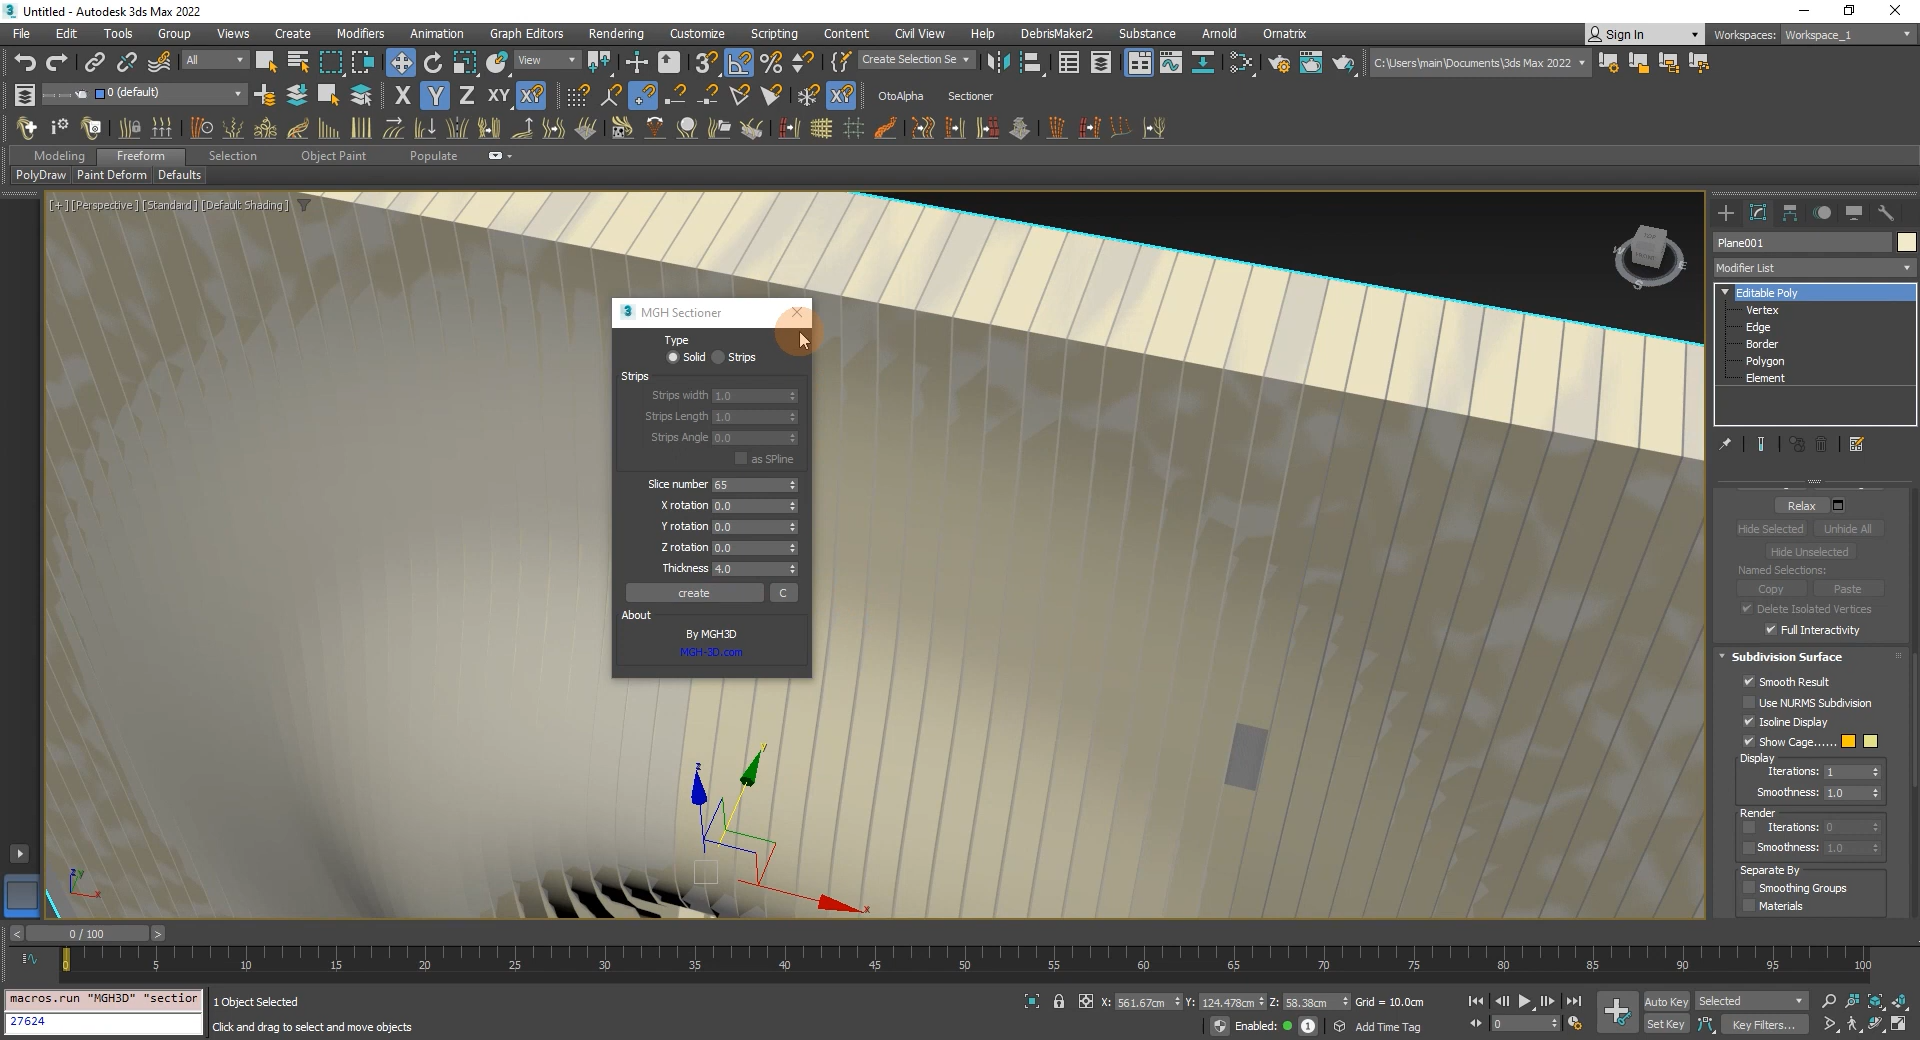 Untitled - Autodesk 3ds Max 2022
File Edit Tools Group Views Create Modifiers Animation Graph Editors Rendering Customize Scripting Content Civil View Help DebrisMaker2 Substance Arnold Ornatrix Sign In Workspaces: Workspace_1
All View Create Selection Se C:\Users\main\Documents\3ds Max 2022
0 (default) X Y Z XY XY XY OtoAlpha Sectioner
Modeling Freeform Selection Object Paint Populate
PolyDraw Paint Deform Defaults
[+] [Perspective] [Standard] [Default Shading]
Plane001
Modifier List
Editable Poly
Vertex
Edge
Border
Polygon
Element
3 MGH Sectioner
Type
Solid Strips
Strips
Strips width 1.0
Strips Length 1.0
Strips Angle 0.0
as SPline
Slice number 65
X rotation 0.0
Y rotation 0.0
Z rotation 0.0
Thickness 4.0
create C
About
By MGH3D
MGH-3D.com
Relax
Hide Selected Unhide All
Hide Unselected
Named Selections:
Copy Paste
Delete Isolated Vertices
Full Interactivity
Subdivision Surface
Smooth Result
Use NURMS Subdivision
Isoline Display
Show Cage......
Display
Iterations: 1
Smoothness: 1.0
Render
Iterations: 0
Smoothness: 1.0
Separate By
Smoothing Groups
Materials
z y x
z y x
< 0 / 100 >
0 5 10 15 20 25 30 35 40 45 50 55 60 65 70 75 80 85 90 95 100
macros.run "MGH3D" "section
27624
1 Object Selected
Click and drag to select and move objects
X: 561.67cm Y: 124.478cm Z: 58.38cm Grid = 10.0cm
Enabled: 1 Add Time Tag
0
Auto Key Selected
Set Key Key Filters...